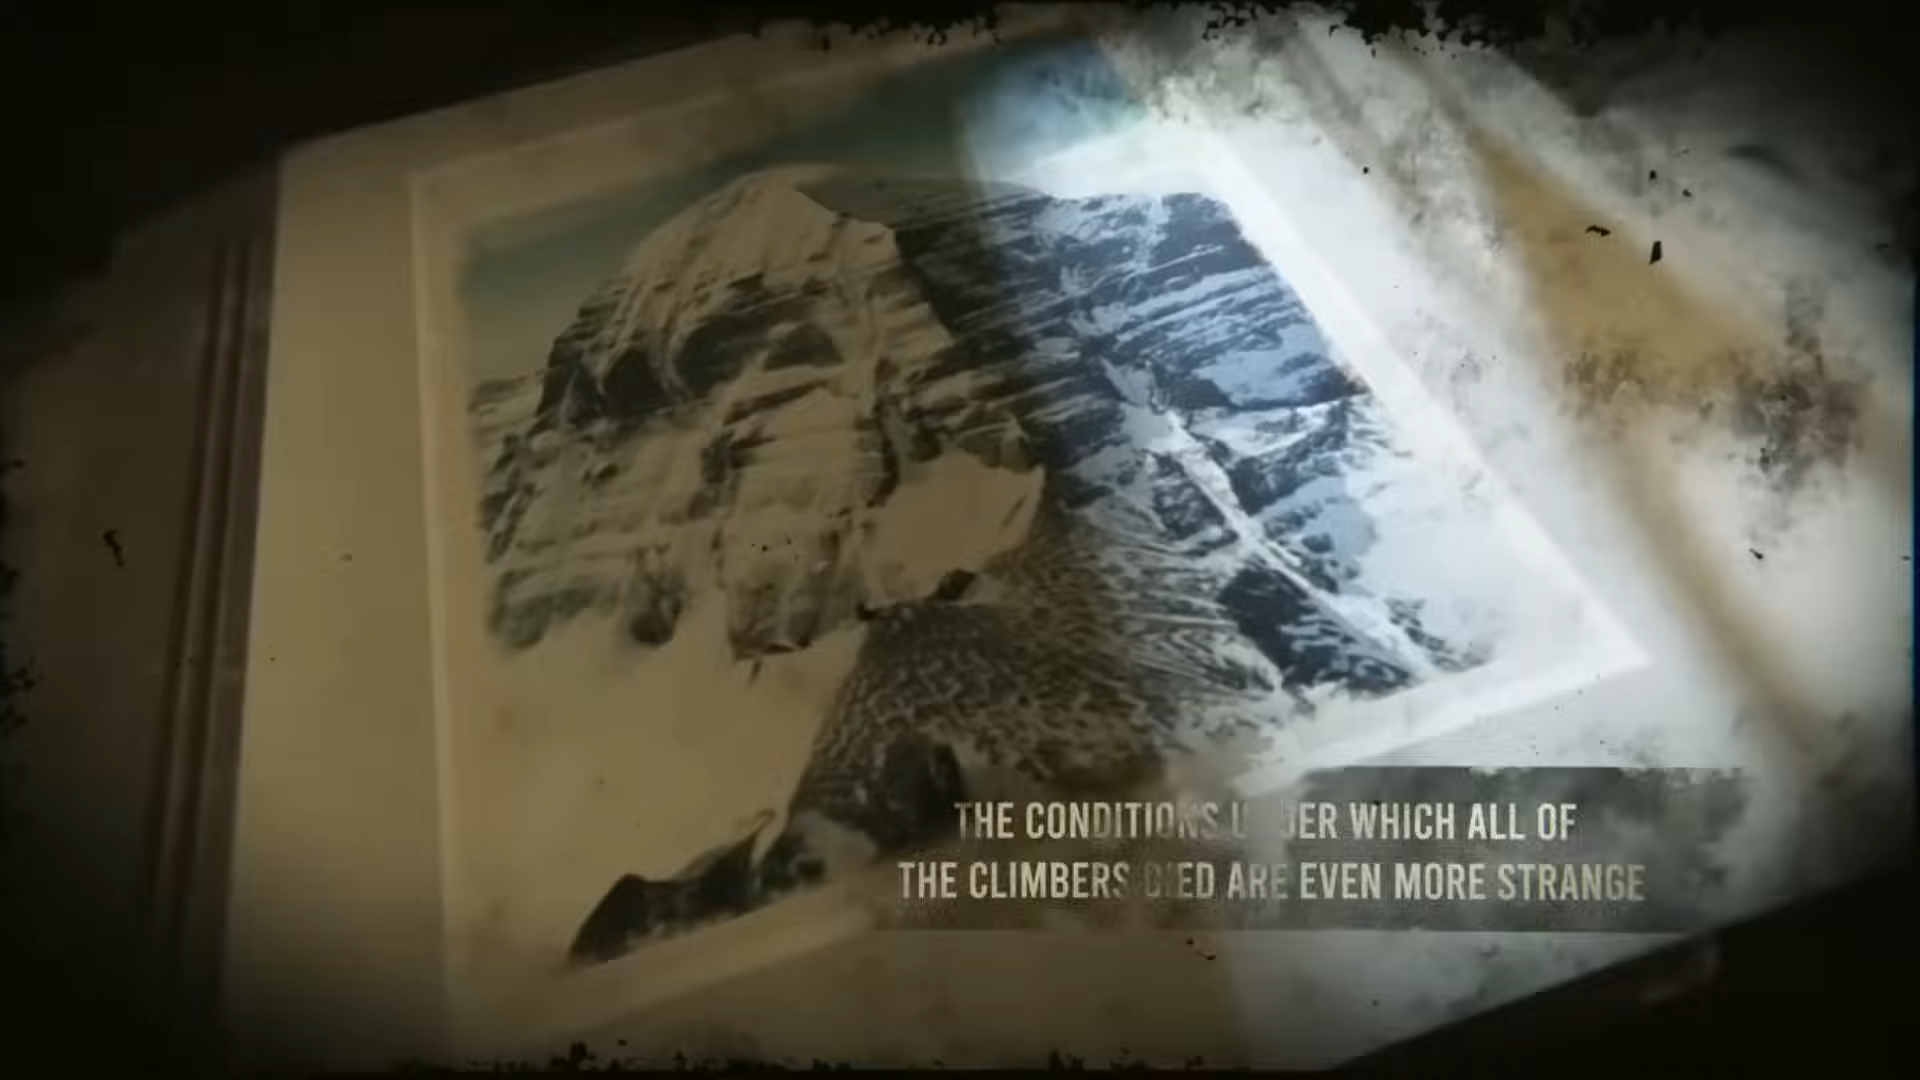 THE CONDITIONS UNDER WHICH ALL OF
THE CLIMBERS DIED ARE EVEN MORE STRANGE